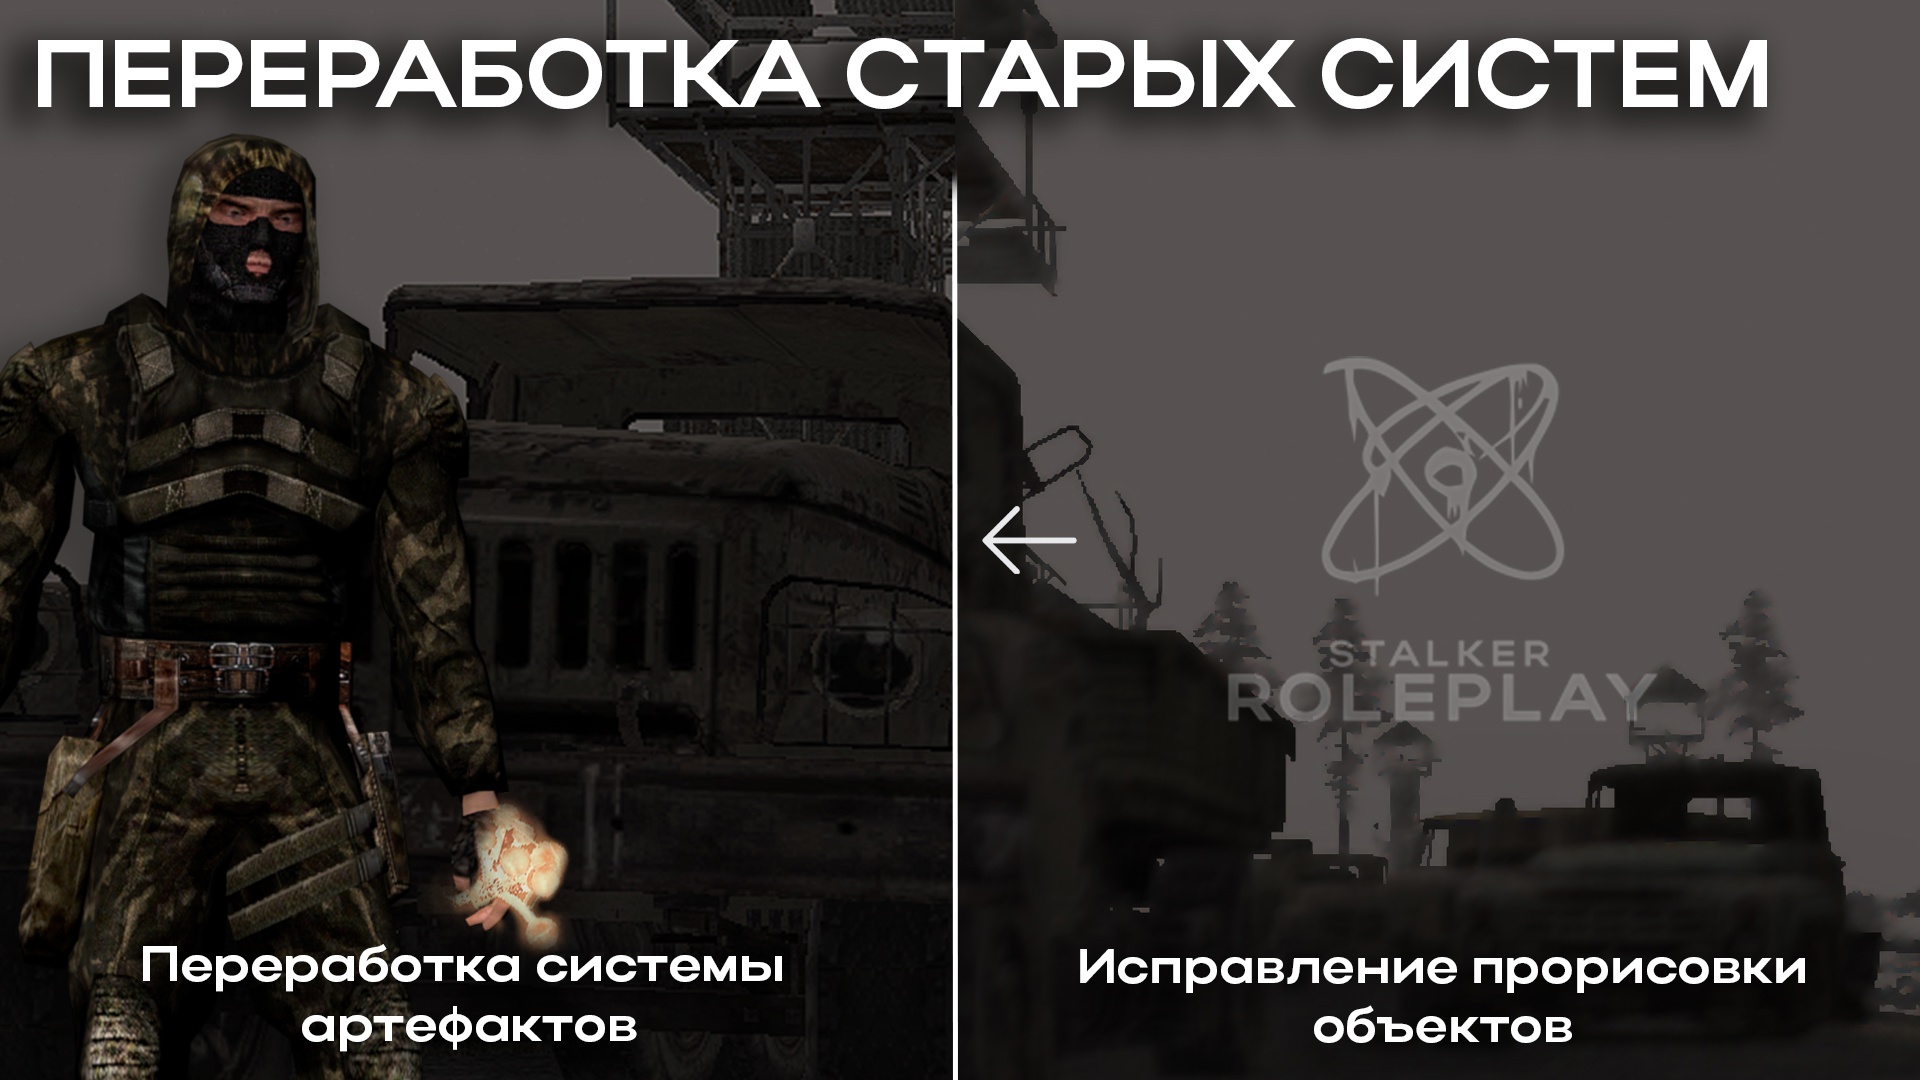 ПЕРЕРАБОТКА СТАРЫХ СИСТЕМ
STALKER
ROLEPLAY
Переработка системы
артефактов
Исправление прорисовки
объектов